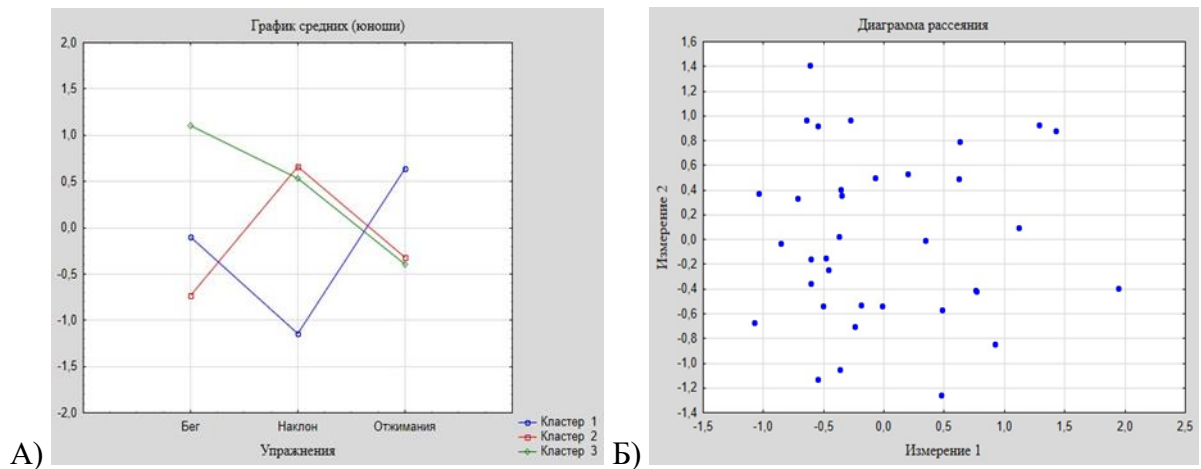 График средних (юноши)
2,0
1,5
1,0
0,5
0,0
-0,5
-1,0
-1,5
-2,0
Бег Наклон Отжимания
Упражнения
Кластер 1
Кластер 2
Кластер 3
А)
Диаграмма рассеяния
Измерение 2
1,6
1,4
1,2
1,0
0,8
0,6
0,4
0,2
0,0
-0,2
-0,4
-0,6
-0,8
-1,0
-1,2
-1,4
-1,5 -1,0 -0,5 0,0 0,5 1,0 1,5 2,0 2,5
Измерение 1
Б)